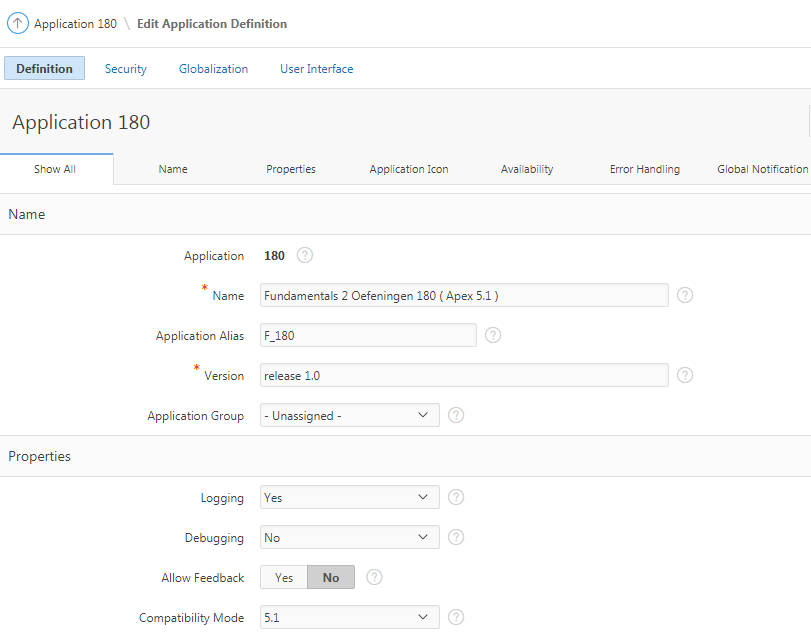 Application 180 \ Edit Application Definition
Definition Security Globalization User Interface
Application 180
Show All Name Properties Application Icon Availability Error Handling Global Notification
Name
Application 180 ?
* Name Fundamentals 2 Oefeningen 180 ( Apex 5.1 ) ?
Application Alias F_180 ?
* Version release 1.0 ?
Application Group - Unassigned - ?
Properties
Logging Yes ?
Debugging No ?
Allow Feedback Yes No ?
Compatibility Mode 5.1 ?